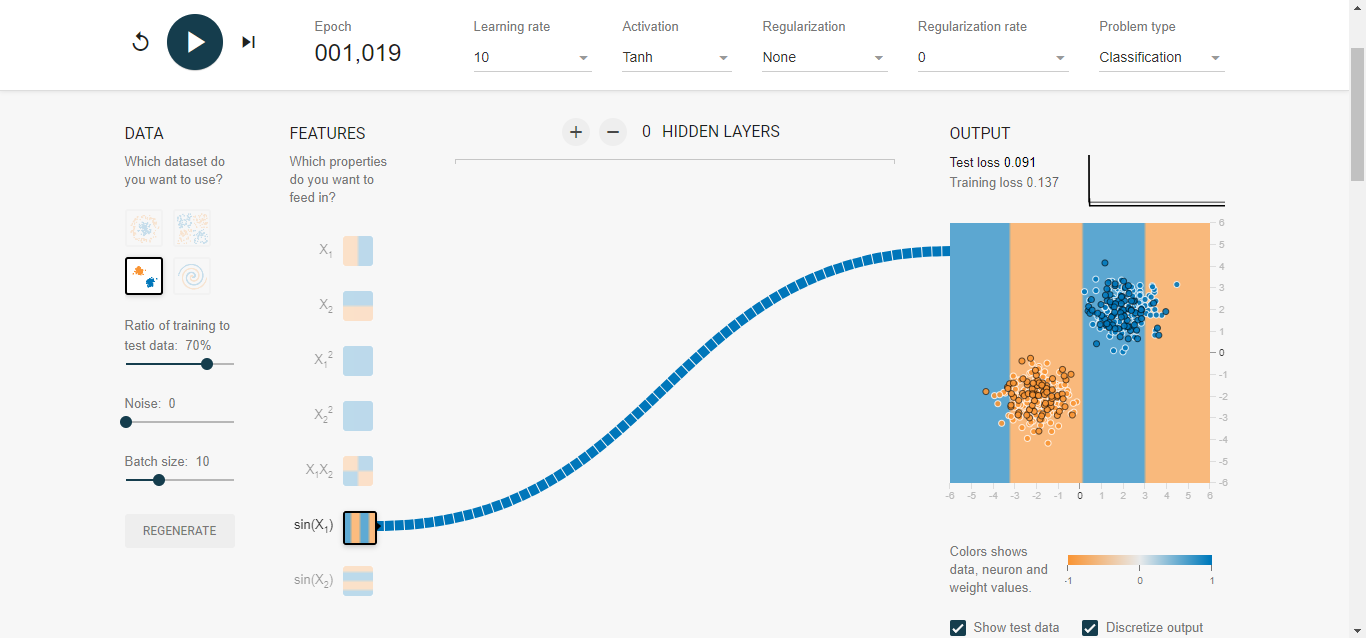 Epoch
001,019
Learning rate
10
Activation
Tanh
Regularization
None
Regularization rate
0
Problem type
Classification
DATA
Which dataset do
you want to use?
Ratio of training to
test data: 70%
Noise: 0
Batch size: 10
REGENERATE
FEATURES
Which properties
do you want to
feed in?
X1
X2
X1²
X2²
X1X2
sin(X1)
sin(X2)
0 HIDDEN LAYERS
OUTPUT
Test loss 0.091
Training loss 0.137
6
5
4
3
2
1
0
-1
-2
-3
-4
-5
-6
-6 -5 -4 -3 -2 -1 0 1 2 3 4 5 6
Colors shows
data, neuron and
weight values.
-1 0 1
Show test data
Discretize output